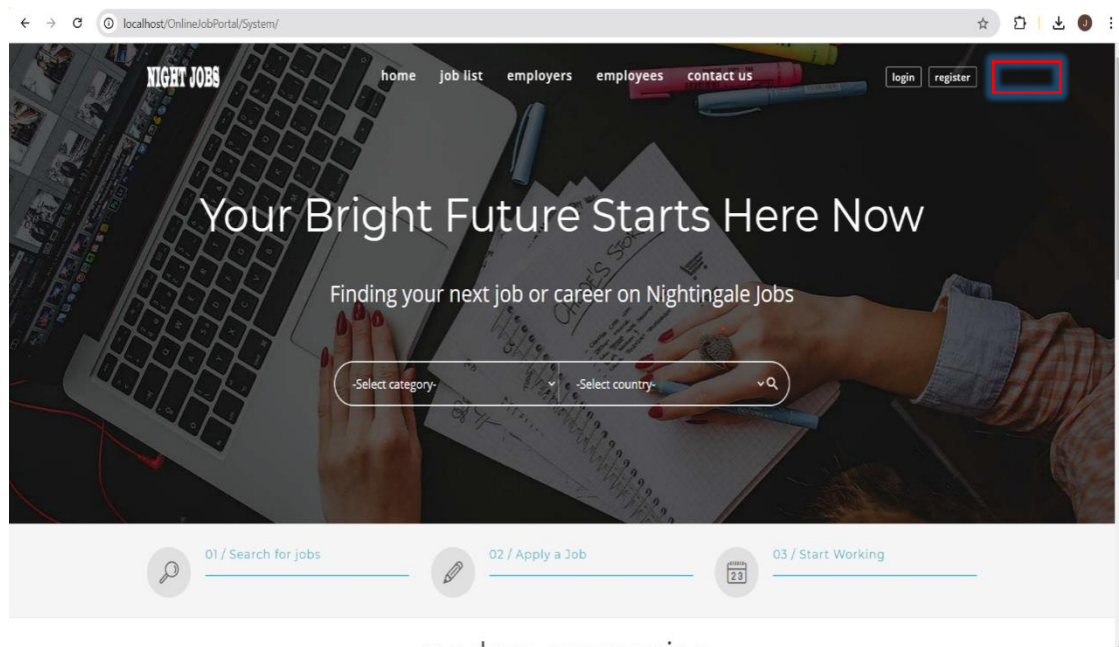 localhost/OnlineJobPortal/System/
NIGHT JOBS
home job list employers employees contact us
login register
Your Bright Future Starts Here Now
Finding your next job or career on Nightingale Jobs
-Select category- -Select country-
01 / Search for jobs
02 / Apply a Job
03 / Start Working
23